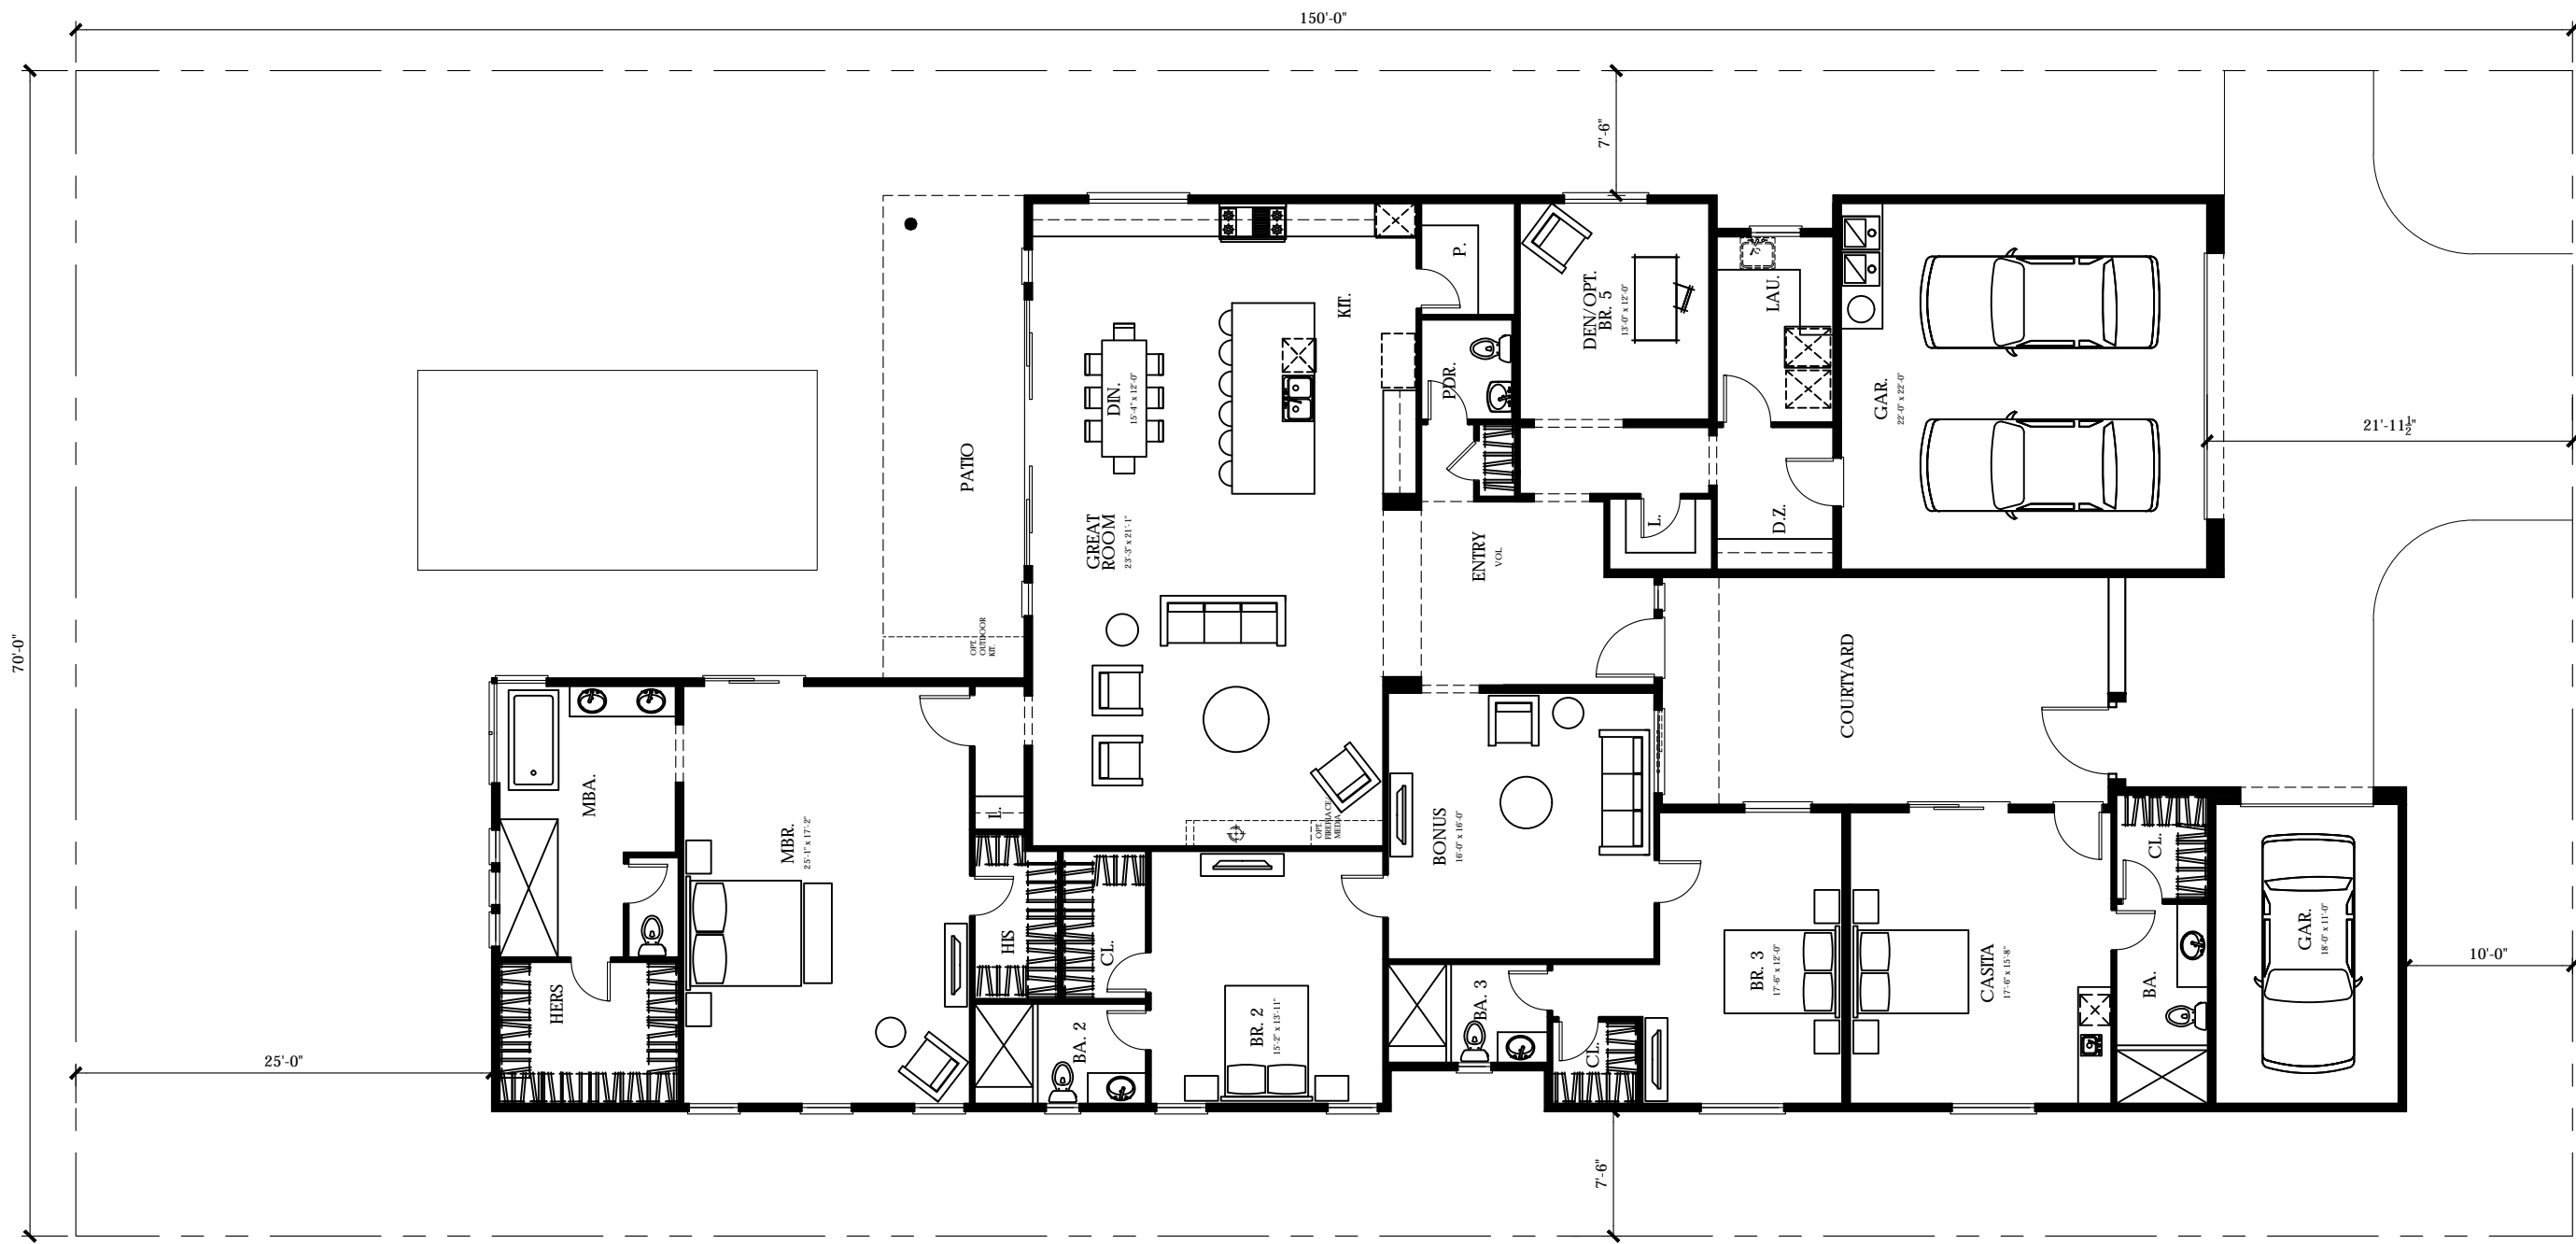 150'-0"
70'-0"
7'-6"
21'-11½"
10'-0"
25'-0"
7'-6"
PATIO
OPT.
OUTDOOR
KIT.
DIN.
15'-4" x 12'-0"
KIT.
GREAT
ROOM
23'-3" x 21'-1"
OPT.
FIREPLACE/
MEDIA
P.
PDR.
DEN/OPT.
BR. 5
13'-0" x 12'-0"
LAU.
GAR.
22'-0" x 22'-0"
ENTRY
VOL
L.
D.Z.
COURTYARD
MBA.
HERS
MBR.
25'-1" x 17'-2"
L.
HIS
CL.
BA. 2
BR. 2
15'-2" x 13'-11"
BONUS
16'-0" x 16'-0"
BA. 3
CL.
BR. 3
17'-6" x 12'-0"
CASITA
17'-6" x 15'-8"
CL.
BA.
GAR.
18'-0" x 11'-0"